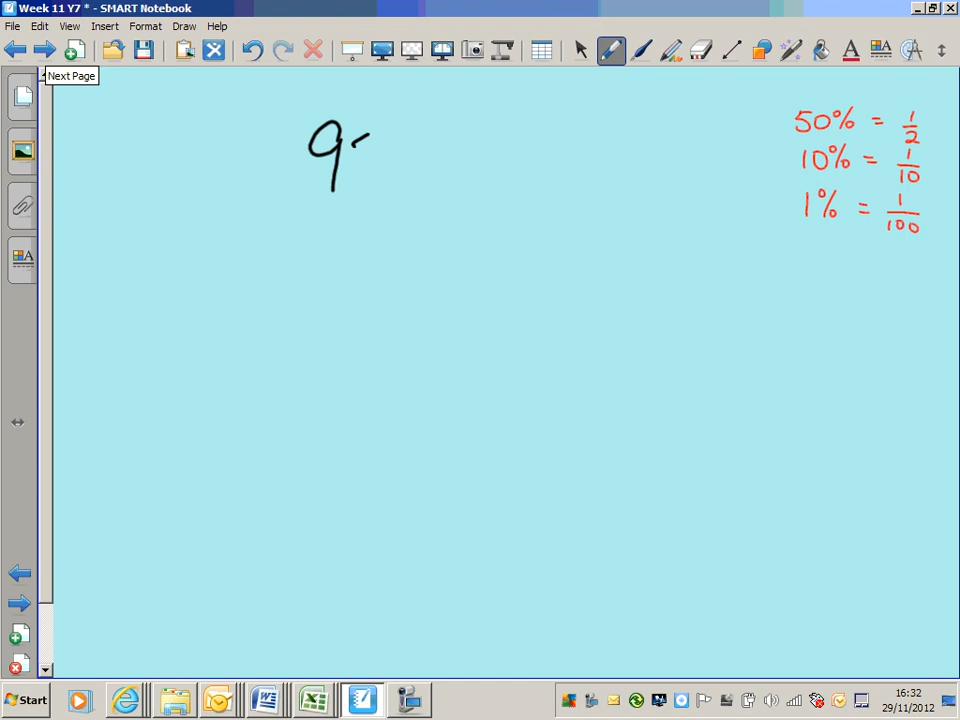 Week 11 Y7 * - SMART Notebook
File Edit View Insert Format Draw Help
Next Page
9
50% = 1/2
10% = 1/10
1% = 1/100
Start
16:32
29/11/2012